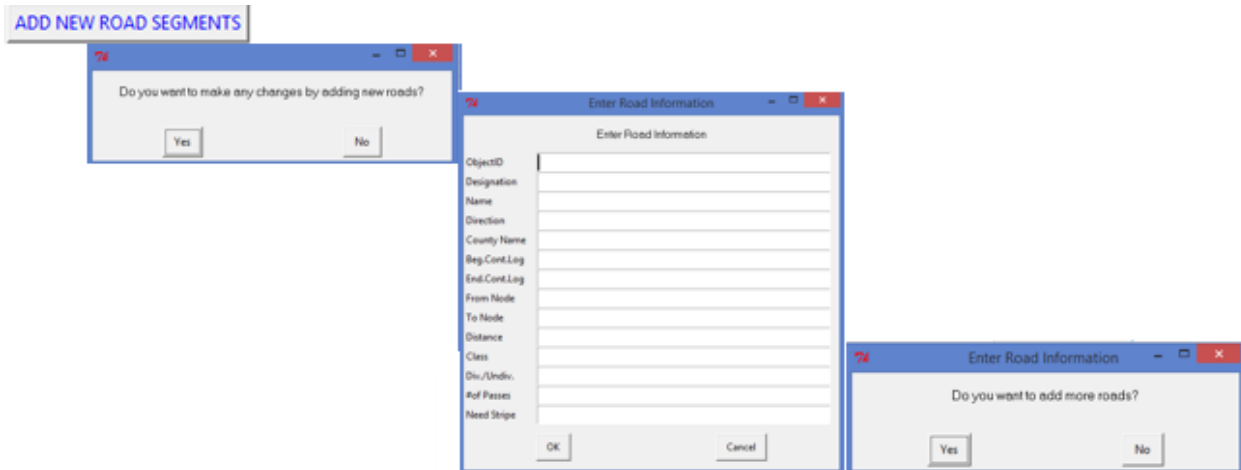 ADD NEW ROAD SEGMENTS
Do you want to make any changes by adding new roads?
Yes
No
Enter Road Information
Enter Road Information
ObjectID
Designation
Name
Direction
County Name
Beg.Cont.Log
End.Cont.Log
From Node
To Node
Distance
Class
Div./Undiv.
#of Passes
Need Stripe
OK
Cancel
Enter Road Information
Do you want to add more roads?
Yes
No